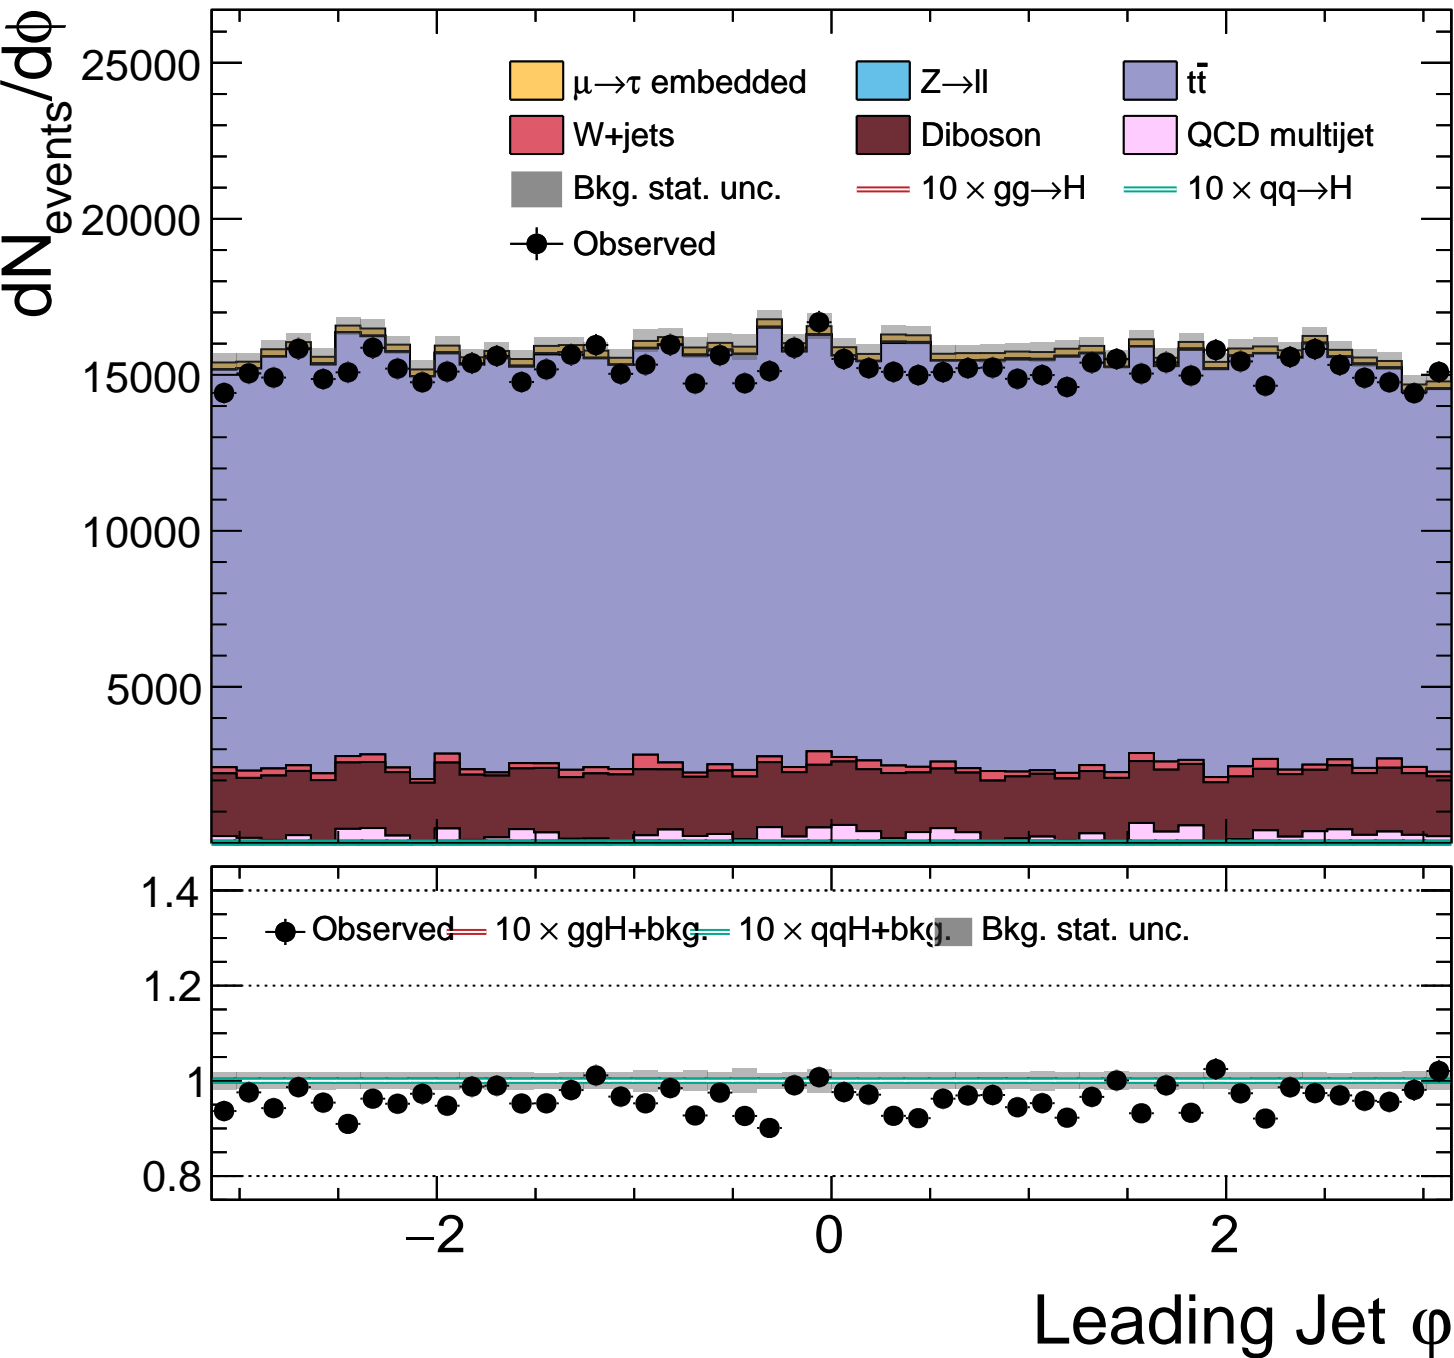 dN_events/dϕ
25000
20000
15000
10000
5000
μ→τ embedded Z→ll tt̄
W+jets Diboson QCD multijet
Bkg. stat. unc. 10 × gg→H 10 × qq→H
Observed
1.4
1.2
1
0.8
Observed 10 × ggH+bkg. 10 × qqH+bkg. Bkg. stat. unc.
−2 0 2
Leading Jet φ